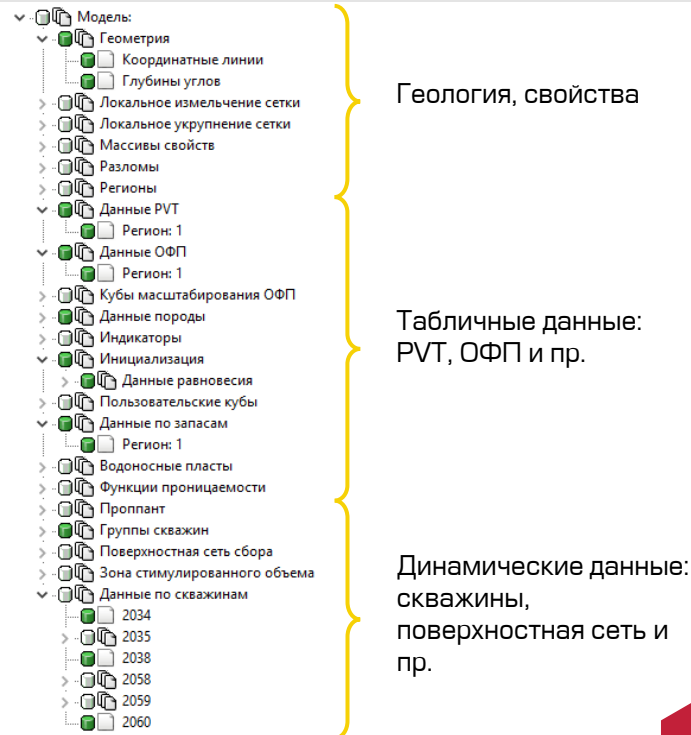 Модель:
Геометрия
Координатные линии
Глубины углов
Локальное измельчение сетки
Локальное укрупнение сетки
Массивы свойств
Разломы
Регионы
Данные PVT
Регион: 1
Данные ОФП
Регион: 1
Кубы масштабирования ОФП
Данные породы
Индикаторы
Инициализация
Данные равновесия
Пользовательские кубы
Данные по запасам
Регион: 1
Водоносные пласты
Функции проницаемости
Проппант
Группы скважин
Поверхностная сеть сбора
Зона стимулированного объема
Данные по скважинам
2034
2035
2038
2058
2059
2060
Геология, свойства
Табличные данные:
PVT, ОФП и пр.
Динамические данные:
скважины,
поверхностная сеть и
пр.